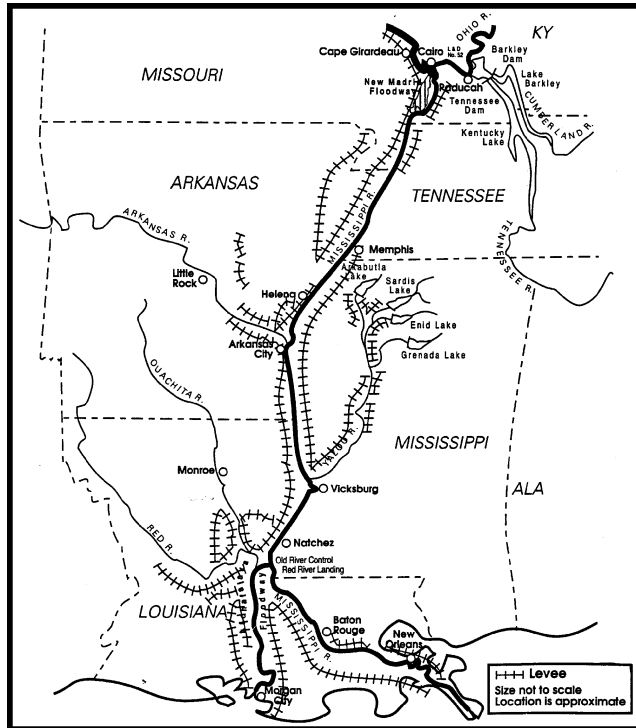 OHIO R.
KY
Cape Girardeau
Cairo
L&D
No. 52
Barkley
Dam
MISSOURI
Lake
Barkley
New Madrid
Floodway
Paducah
Tennessee
Dam
CUMBERLAND R.
Kentucky
Lake
ARKANSAS
TENNESSEE
ARKANSAS R.
MISSISSIPPI R.
TENNESSEE R.
Memphis
Arkabutla
Lake
Sardis
Lake
Little
Rock
Helena
Enid Lake
Arkansas
City
Grenada Lake
OUACHITA R.
YAZOO R.
MISSISSIPPI
Monroe
Vicksburg
ALA
RED R.
Natchez
Old River Control
Red River Landing
LOUISIANA
Floodway
MISSISSIPPI R.
Baton
Rouge
New
Orleans
Morgan
City
Levee
Size not to scale
Location is approximate